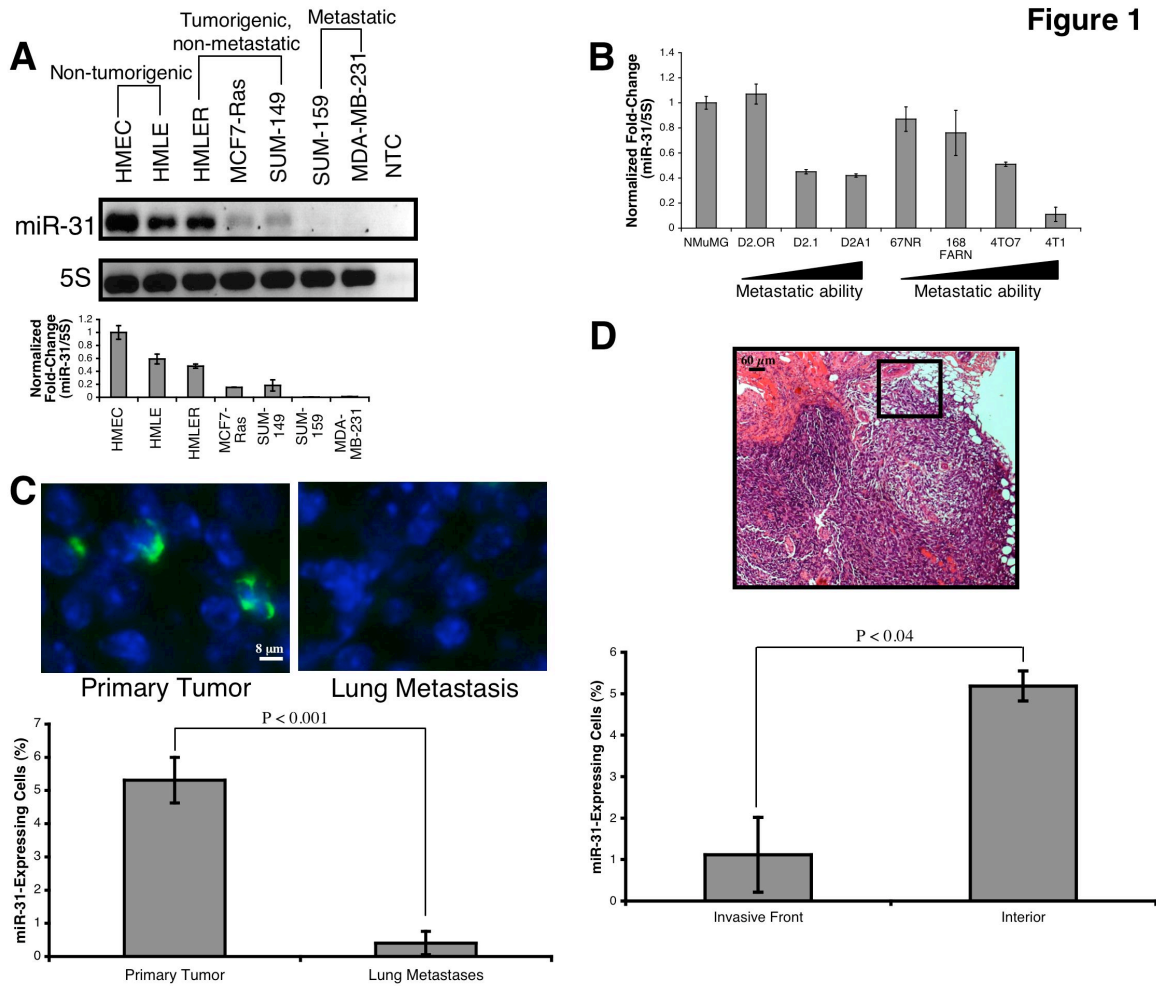 Figure 1
A
Non-tumorigenic
Tumorigenic,
non-metastatic
Metastatic
HMEC
HMLE
HMLER
MCF7-Ras
SUM-149
SUM-159
MDA-MB-231
NTC
miR-31
5S
Normalized
Fold-Change
(miR-31/5S)
1.2
1
0.8
0.6
0.4
0.2
0
HMEC
HMLE
HMLER
MCF7-
Ras
SUM-
149
SUM-
159
MDA-
MB-231
B
Normalized Fold-Change
(miR-31/5S)
1.4
1.2
1
0.8
0.6
0.4
0.2
0
NMuMG
D2.OR
D2.1
D2A1
67NR
168
FARN
4TO7
4T1
Metastatic ability
Metastatic ability
C
8 µm
Primary Tumor
Lung Metastasis
P < 0.001
miR-31-Expressing Cells (%)
7
6
5
4
3
2
1
0
Primary Tumor
Lung Metastases
D
60 µm
P < 0.04
miR-31-Expressing Cells (%)
6
5
4
3
2
1
0
Invasive Front
Interior